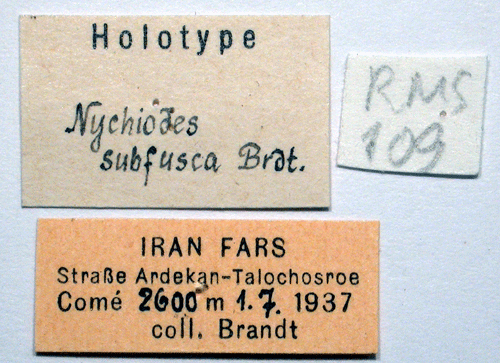 Holotype
Nychiodes
subfusca Brdt.
RMS
109
IRAN FARS
Straße Ardekan-Talochosroe
Comé 2600 m 1.7. 1937
coll. Brandt